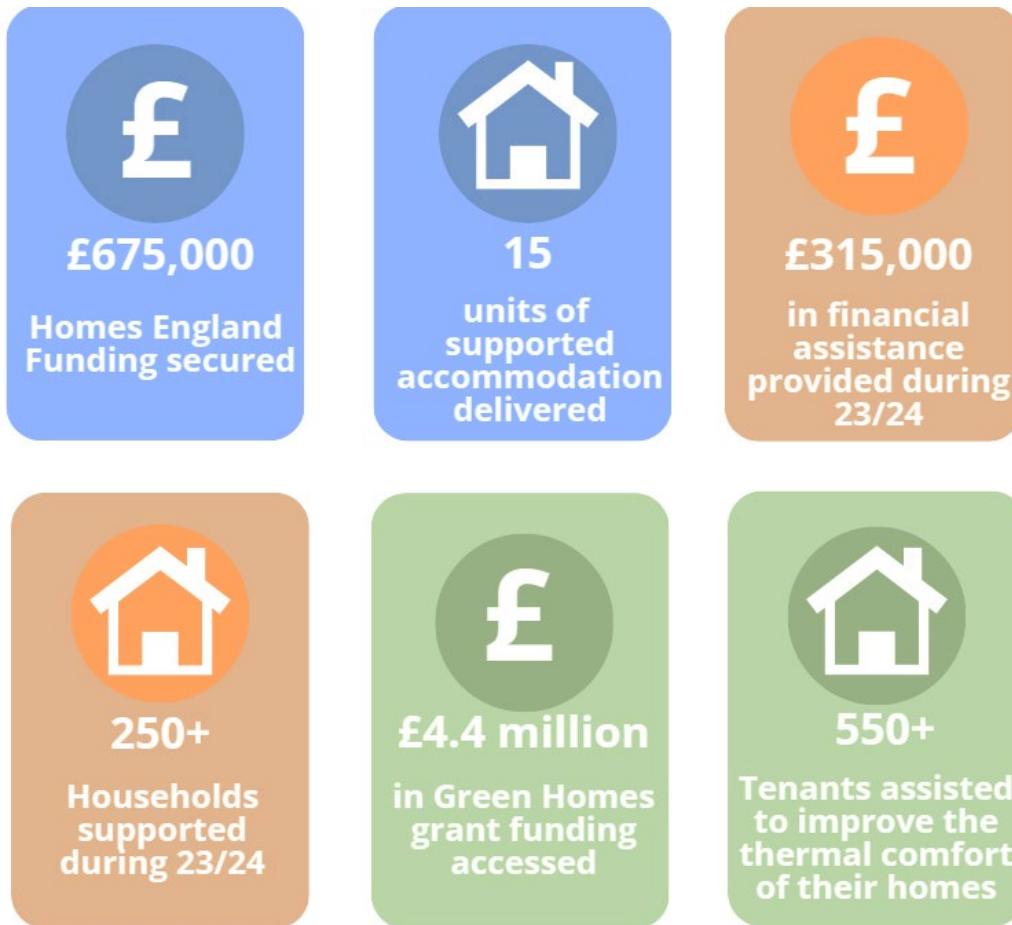 £
£675,000
Homes England
Funding secured
15
units of
supported
accommodation
delivered
£
£315,000
in financial
assistance
provided during
23/24
250+
Households
supported
during 23/24
£
£4.4 million
in Green Homes
grant funding
accessed
550+
Tenants assisted
to improve the
thermal comfort
of their homes